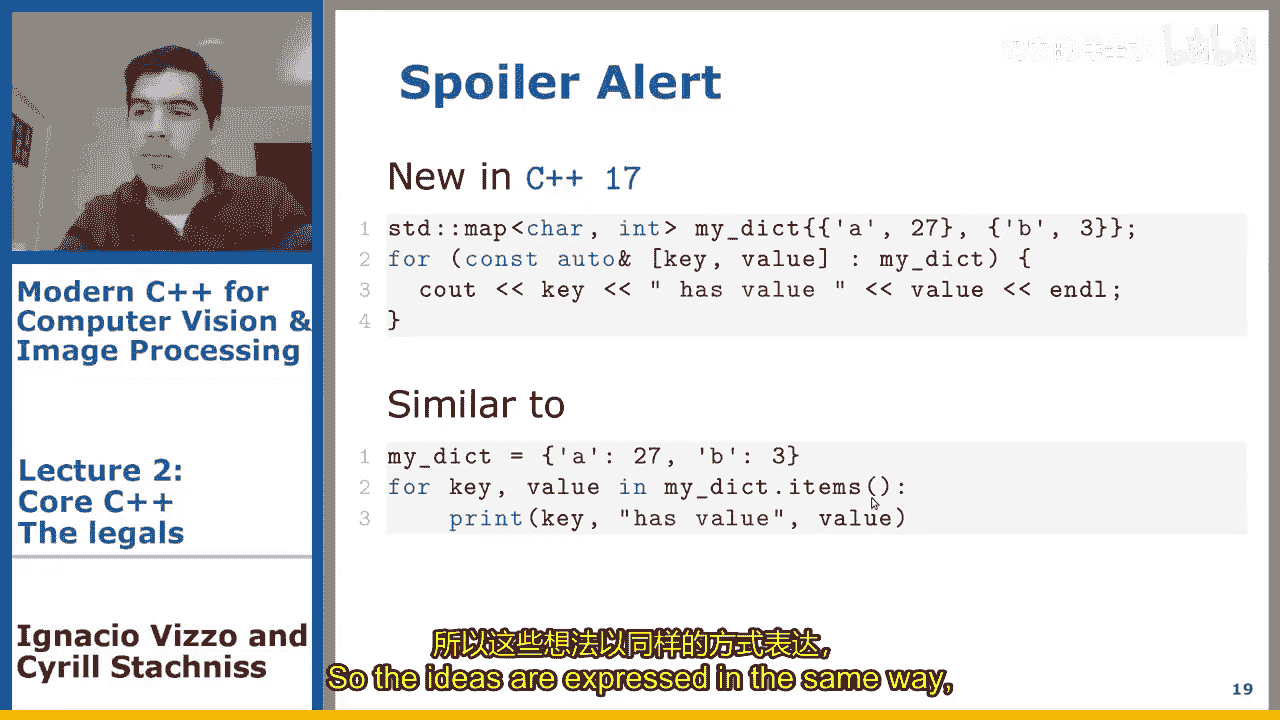 Spoiler Alert
New in C++ 17
1 std::map<char, int> my_dict{{'a', 27}, {'b', 3}};
2 for (const auto& [key, value] : my_dict) {
3   cout << key << " has value " << value << endl;
4 }
Similar to
1 my_dict = {'a': 27, 'b': 3}
2 for key, value in my_dict.items():
3     print(key, "has value", value)
Modern C++ for
Computer Vision &
Image Processing
Lecture 2:
Core C++
The legals
Ignacio Vizzo and
Cyrill Stachniss
所以这些想法以同样的方式表达,
So the ideas are expressed in the same way,
19